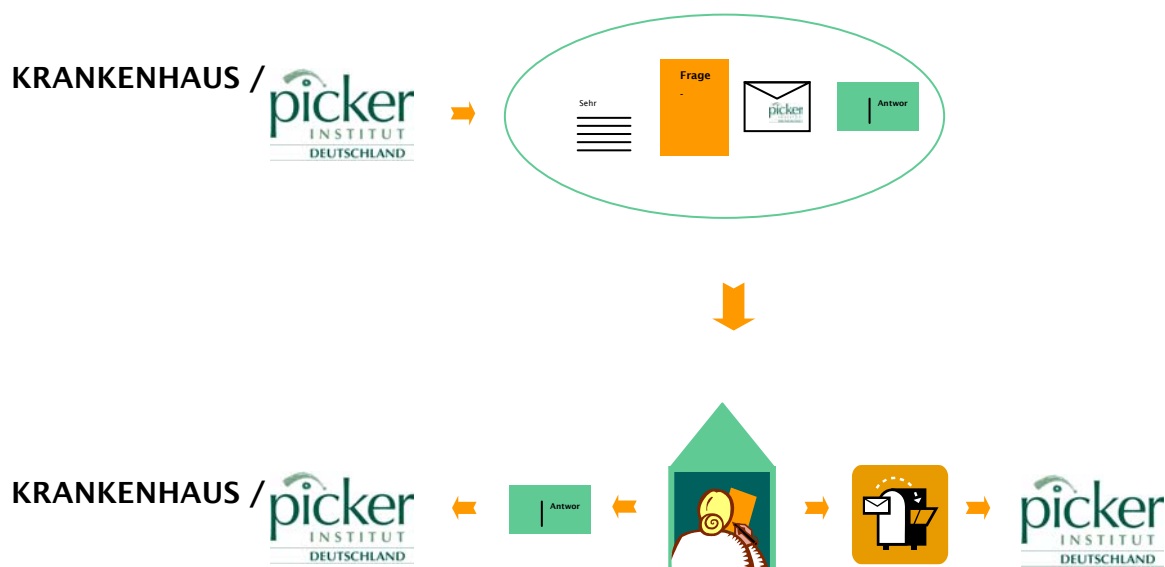 KRANKENHAUS /
picker
INSTITUT
DEUTSCHLAND
Sehr
Frage
-
picker
Antwor
KRANKENHAUS /
picker
INSTITUT
DEUTSCHLAND
Antwor
picker
INSTITUT
DEUTSCHLAND